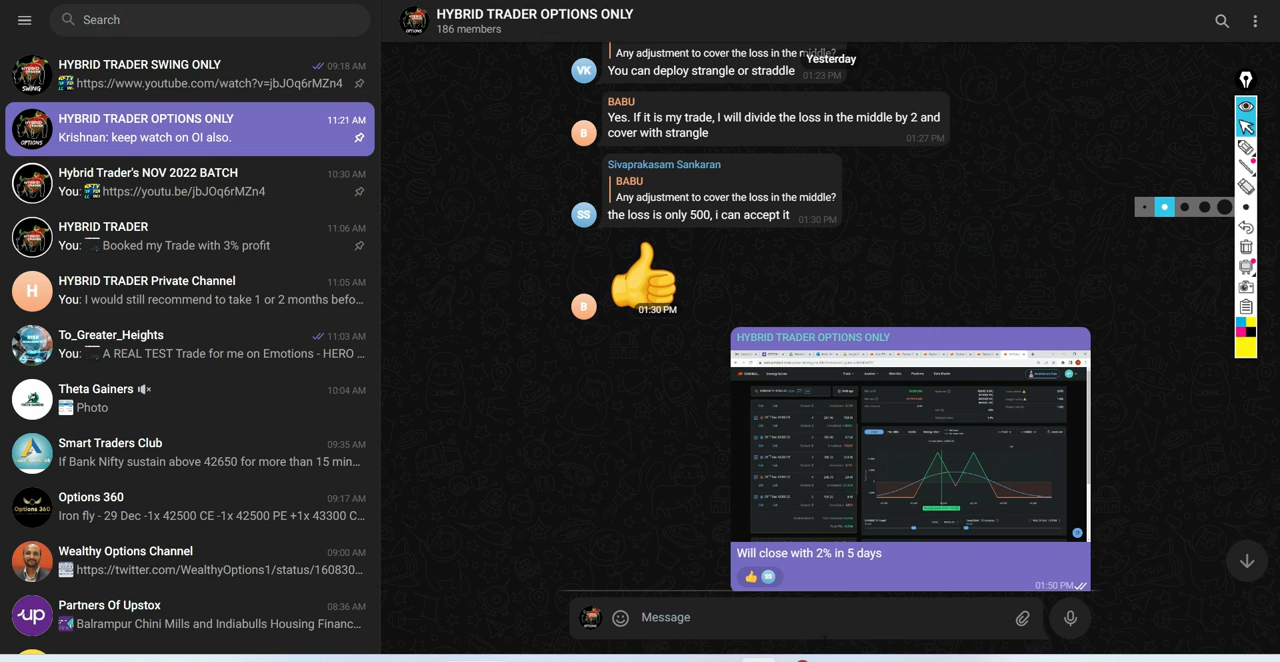 Search
HYBRID TRADER SWING ONLY
09:18 AM
https://www.youtube.com/watch?v=jbJOq6rMZn4
HYBRID TRADER OPTIONS ONLY
11:21 AM
Krishnan: keep watch on OI also.
Hybrid Trader's NOV 2022 BATCH
10:30 AM
You: https://youtu.be/jbJOq6rMZn4
HYBRID TRADER
11:06 AM
You: Booked my Trade with 3% profit
H
HYBRID TRADER Private Channel
11:05 AM
You: I would still recommend to take 1 or 2 months befo...
To_Greater_Heights
11:03 AM
You: A REAL TEST Trade for me on Emotions - HERO ...
Theta Gainers
10:04 AM
Photo
Smart Traders Club
09:35 AM
If Bank Nifty sustain above 42650 for more than 15 min...
Options 360
09:17 AM
Iron fly - 29 Dec -1x 42500 CE -1x 42500 PE +1x 43300 C...
Wealthy Options Channel
09:00 AM
https://twitter.com/WealthyOptions1/status/160830...
up
Partners Of Upstox
08:36 AM
Balrampur Chini Mills and Indiabulls Housing Financ...
HYBRID TRADER OPTIONS ONLY
186 members
Any adjustment to cover the loss in the middle?
Yesterday
VK
You can deploy strangle or straddle
01:23 PM
BABU
Yes. If it is my trade, I will divide the loss in the middle by 2 and
cover with strangle
01:27 PM
B
Sivaprakasam Sankaran
BABU
Any adjustment to cover the loss in the middle?
SS
the loss is only 500, i can accept it
01:30 PM
B
01:30 PM
HYBRID TRADER OPTIONS ONLY
Will close with 2% in 5 days
SS
01:50 PM
Message